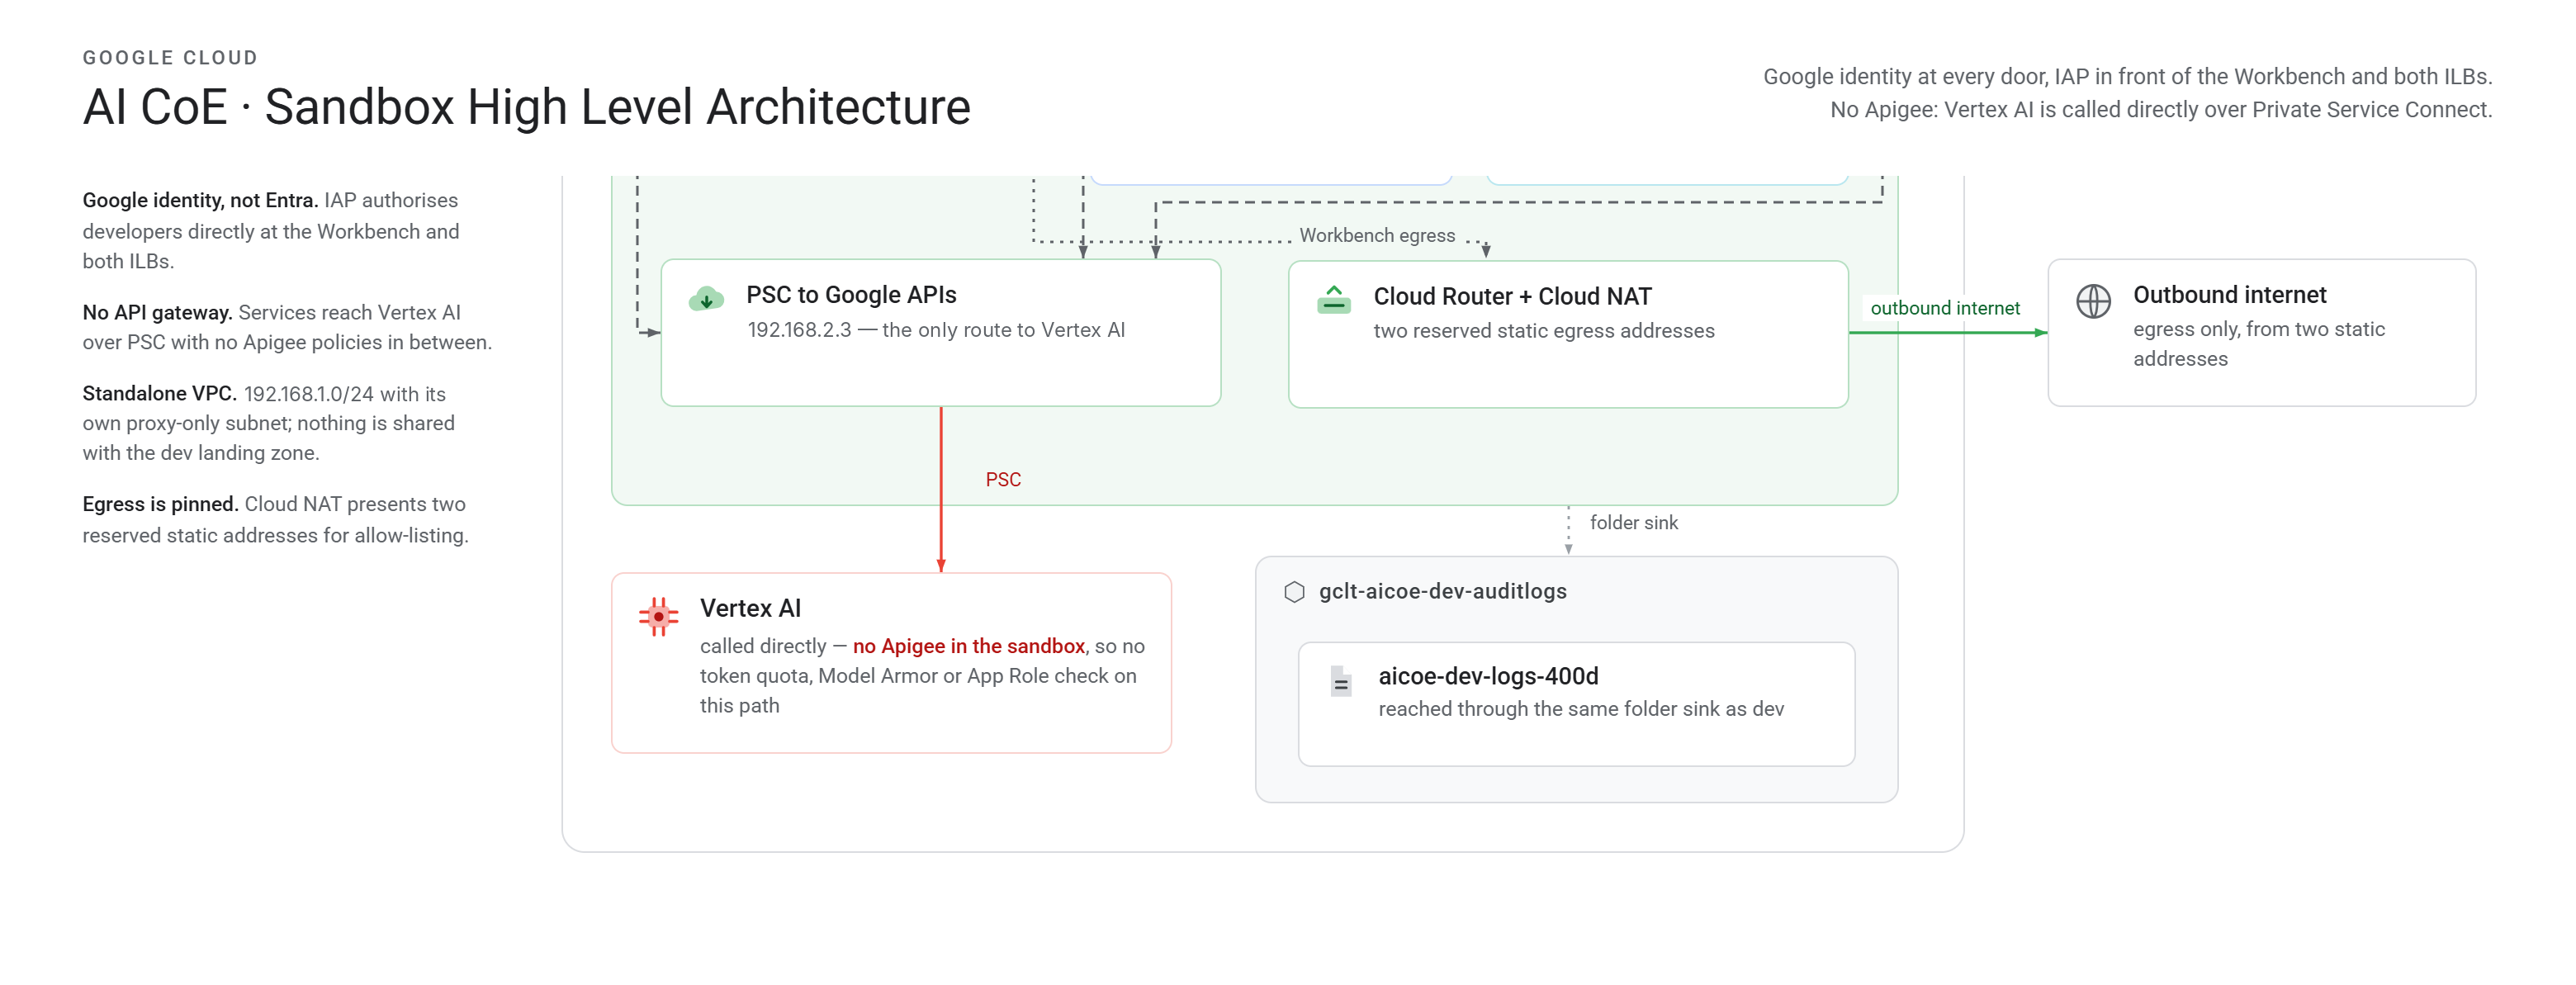 GOOGLE CLOUD
AI CoE · Sandbox High Level Architecture
Google identity at every door, IAP in front of the Workbench and both ILBs.
No Apigee: Vertex AI is called directly over Private Service Connect.
Google identity, not Entra. IAP authorises
developers directly at the Workbench and
both ILBs.
No API gateway. Services reach Vertex AI
over PSC with no Apigee policies in between.
Standalone VPC. 192.168.1.0/24 with its
own proxy-only subnet; nothing is shared
with the dev landing zone.
Egress is pinned. Cloud NAT presents two
reserved static addresses for allow-listing.
Workbench egress
PSC to Google APIs
192.168.2.3 — the only route to Vertex AI
Cloud Router + Cloud NAT
two reserved static egress addresses
outbound internet
Outbound internet
egress only, from two static
addresses
PSC
folder sink
Vertex AI
called directly — no Apigee in the sandbox, so no
token quota, Model Armor or App Role check on
this path
gclt-aicoe-dev-auditlogs
aicoe-dev-logs-400d
reached through the same folder sink as dev